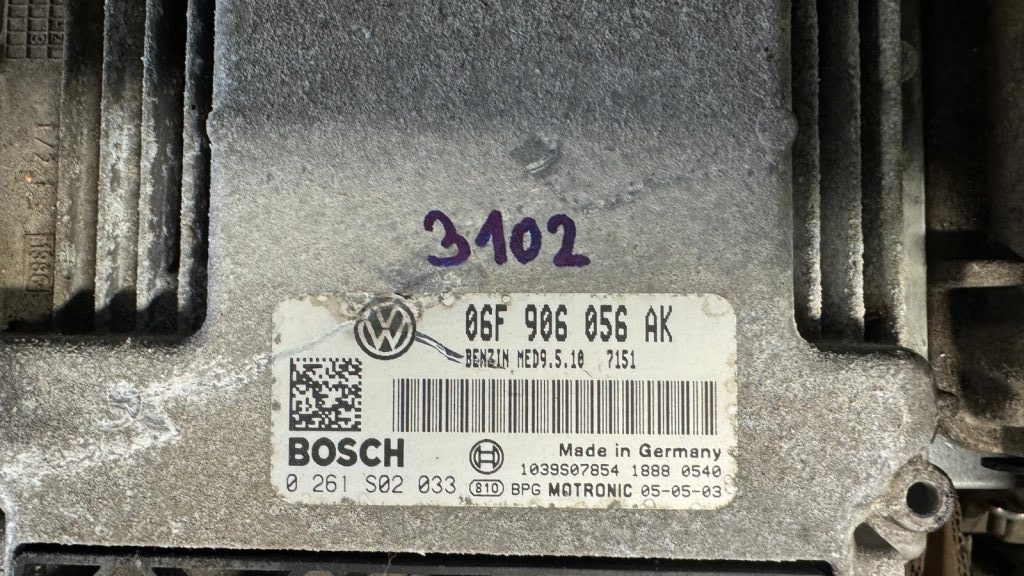 3102
06F 906 056 AK
BENZIN MED9.5.10 7151
BOSCH
Made in Germany
1039S07854 1888 0540
0 261 S02 033 810 BPG MOTRONIC 05-05-03